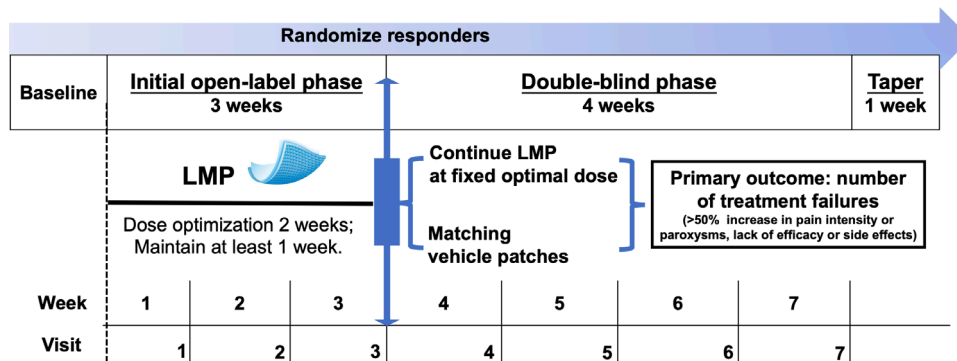 Randomize responders
Baseline
Initial open-label phase
3 weeks
Double-blind phase
4 weeks
Taper
1 week
LMP
Dose optimization 2 weeks;
Maintain at least 1 week.
Continue LMP
at fixed optimal dose
Matching
vehicle patches
Primary outcome: number
of treatment failures
(>50% increase in pain intensity or
paroxysms, lack of efficacy or side effects)
Week 1 2 3 4 5 6 7
Visit 1 2 3 4 5 6 7